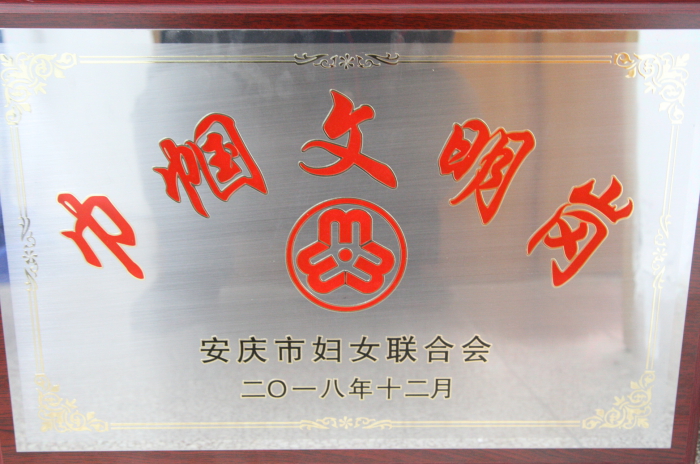 巾帼文明岗
安庆市妇女联合会
二〇一八年十二月